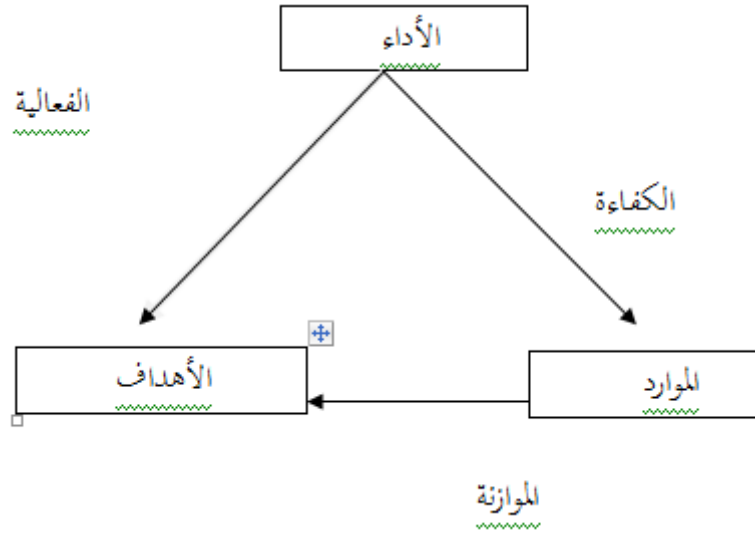 الأداء
الفعالية
الكفاءة
الأهداف
الموارد
الموازنة